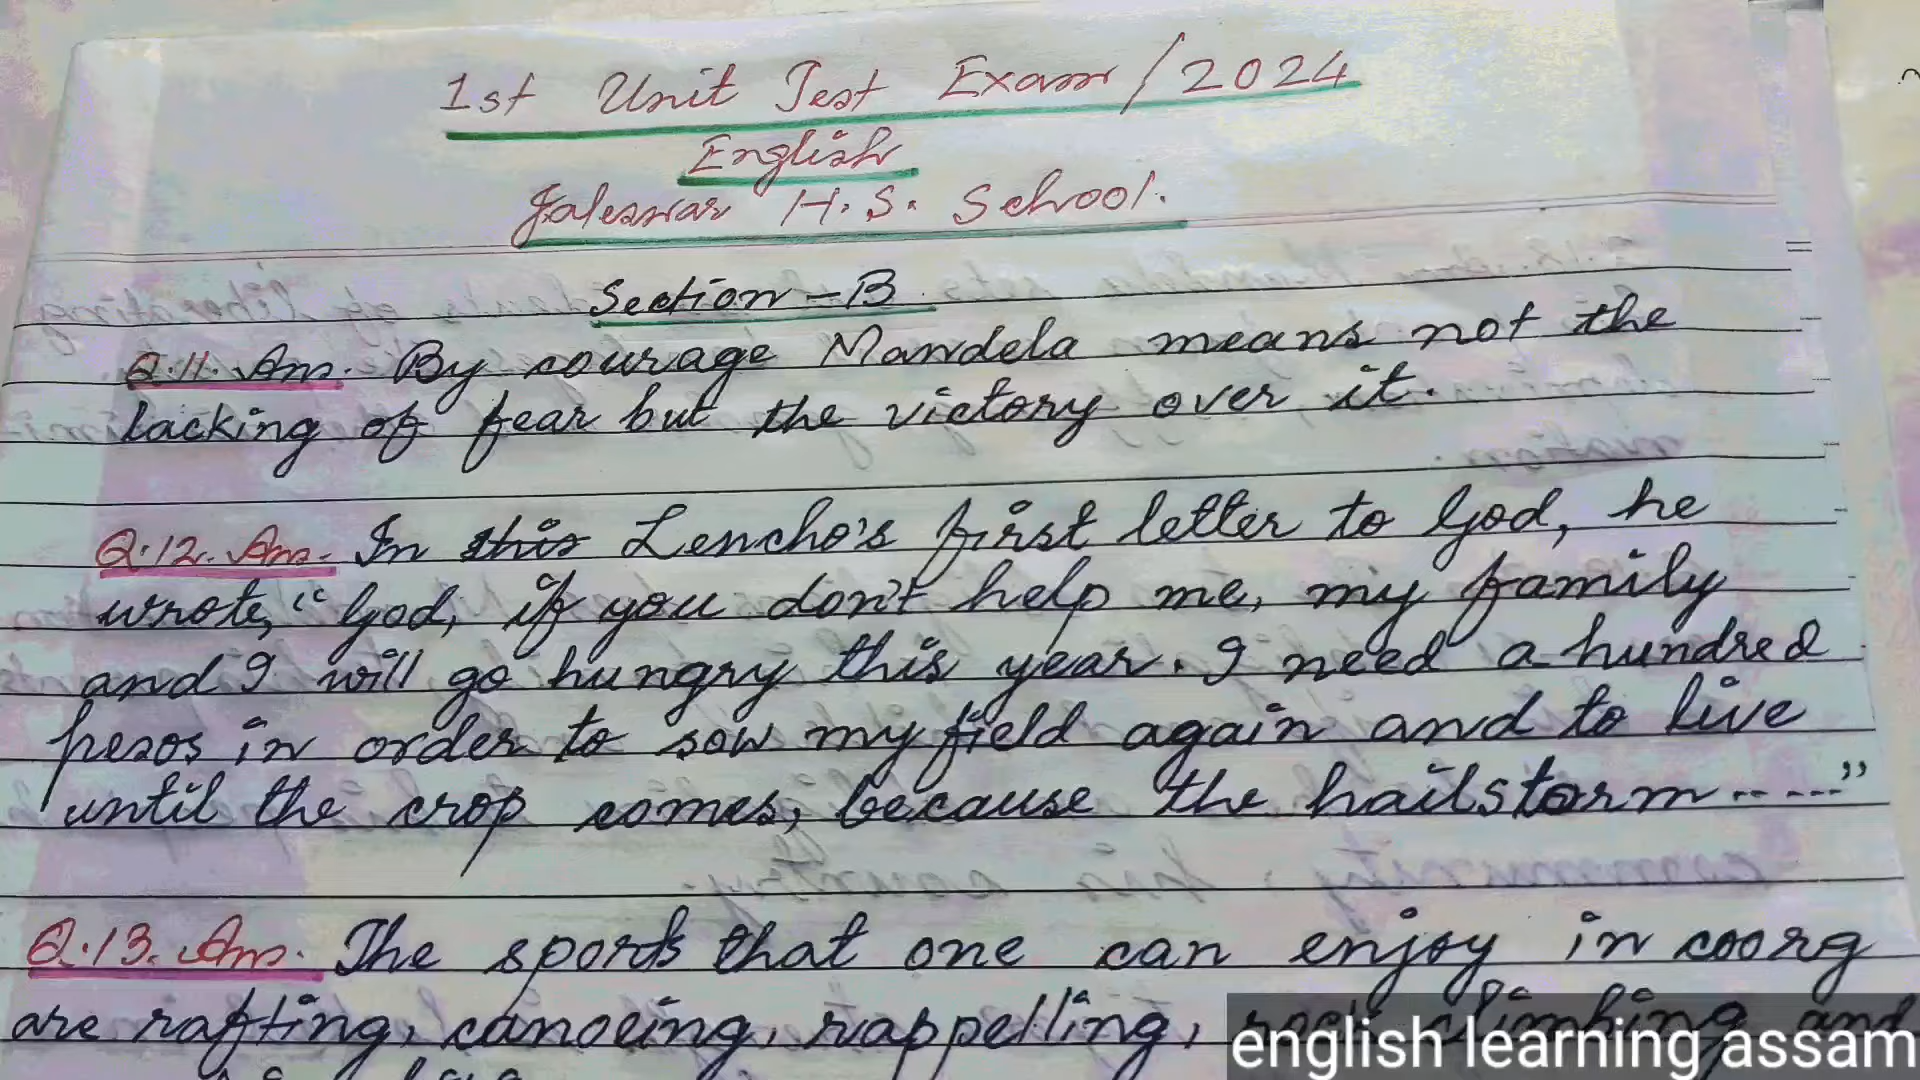 1st Unit Test Exam/2024
English
Jaleswar H.S. School.
Section - B
Q.11. Ans. By courage Mandela means not the
lacking of fear but the victory over it.
Q.12. Ans. In this Lencho's first letter to God, he
wrote, "God, if you don't help me, my family
and I will go hungry this year. I need a hundred
pesos in order to sow my field again and to live
until the crop comes, because the hailstorm ....."
Q.13. Ans. The sports that one can enjoy in coorg
are rafting, canoeing, rappelling, rock climbing and
english learning assam